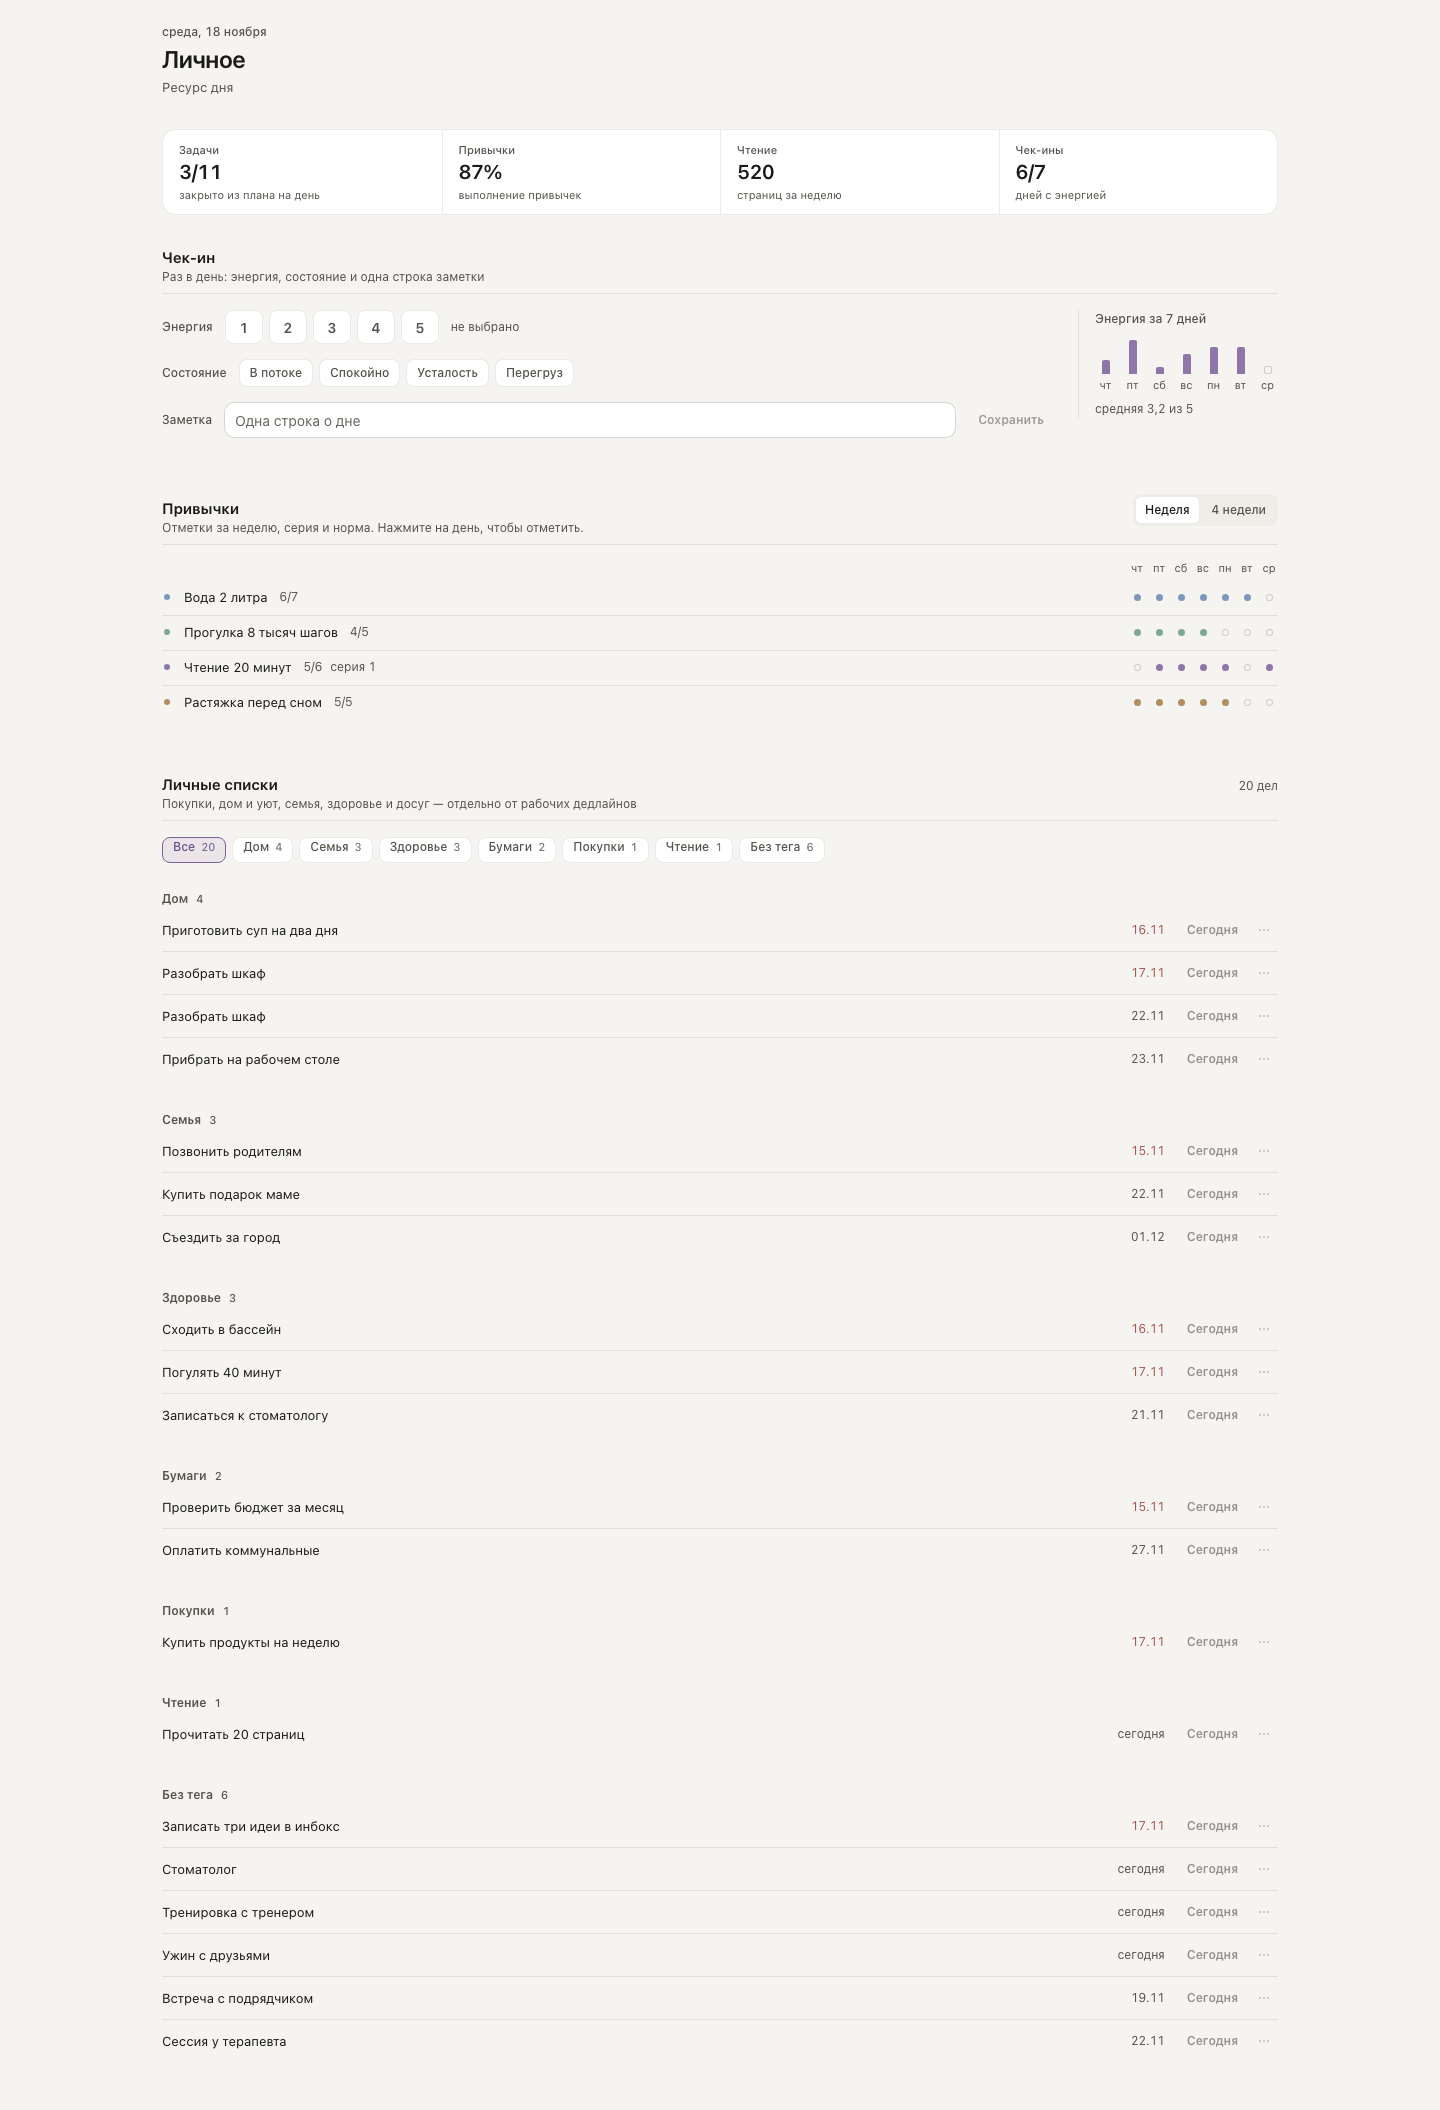 среда, 18 ноября
Личное
Ресурс дня
Задачи
3/11
закрыто из плана на день
Привычки
87%
выполнение привычек
Чтение
520
страниц за неделю
Чек-ины
6/7
дней с энергией
Чек-ин
Раз в день: энергия, состояние и одна строка заметки
Энергия 1 2 3 4 5 не выбрано
Состояние В потоке Спокойно Усталость Перегруз
Заметка Одна строка о дне Сохранить
Энергия за 7 дней
чт пт сб вс пн вт ср
средняя 3,2 из 5
Привычки
Отметки за неделю, серия и норма. Нажмите на день, чтобы отметить.
Неделя 4 недели
чт пт сб вс пн вт ср
Вода 2 литра 6/7
Прогулка 8 тысяч шагов 4/5
Чтение 20 минут 5/6 серия 1
Растяжка перед сном 5/5
Личные списки
Покупки, дом и уют, семья, здоровье и досуг — отдельно от рабочих дедлайнов
20 дел
Все 20 Дом 4 Семья 3 Здоровье 3 Бумаги 2 Покупки 1 Чтение 1 Без тега 6
Дом 4
Приготовить суп на два дня 16.11 Сегодня ···
Разобрать шкаф 17.11 Сегодня ···
Разобрать шкаф 22.11 Сегодня ···
Прибрать на рабочем столе 23.11 Сегодня ···
Семья 3
Позвонить родителям 15.11 Сегодня ···
Купить подарок маме 22.11 Сегодня ···
Съездить за город 01.12 Сегодня ···
Здоровье 3
Сходить в бассейн 16.11 Сегодня ···
Погулять 40 минут 17.11 Сегодня ···
Записаться к стоматологу 21.11 Сегодня ···
Бумаги 2
Проверить бюджет за месяц 15.11 Сегодня ···
Оплатить коммунальные 27.11 Сегодня ···
Покупки 1
Купить продукты на неделю 17.11 Сегодня ···
Чтение 1
Прочитать 20 страниц сегодня Сегодня ···
Без тега 6
Записать три идеи в инбокс 17.11 Сегодня ···
Стоматолог сегодня Сегодня ···
Тренировка с тренером сегодня Сегодня ···
Ужин с друзьями сегодня Сегодня ···
Встреча с подрядчиком 19.11 Сегодня ···
Сессия у терапевта 22.11 Сегодня ···